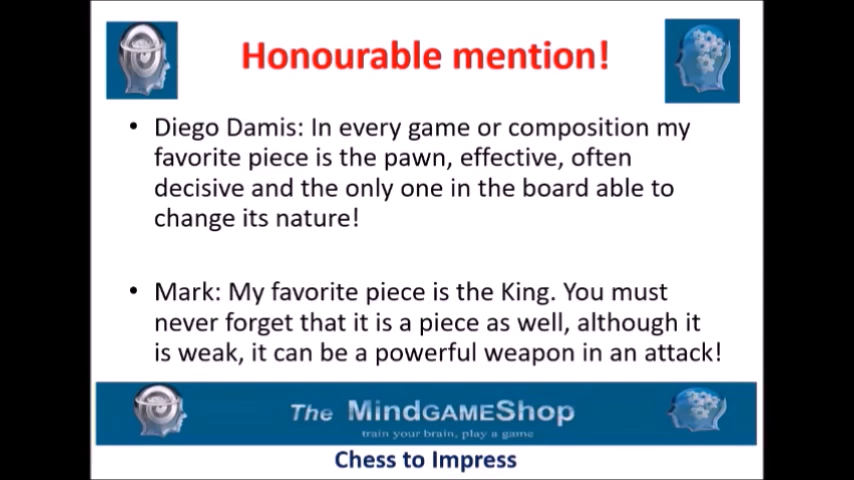 Honourable mention!
• Diego Damis: In every game or composition my
favorite piece is the pawn, effective, often
decisive and the only one in the board able to
change its nature!
• Mark: My favorite piece is the King. You must
never forget that it is a piece as well, although it
is weak, it can be a powerful weapon in an attack!
The MindGAMEShop
train your brain, play a game
Chess to Impress